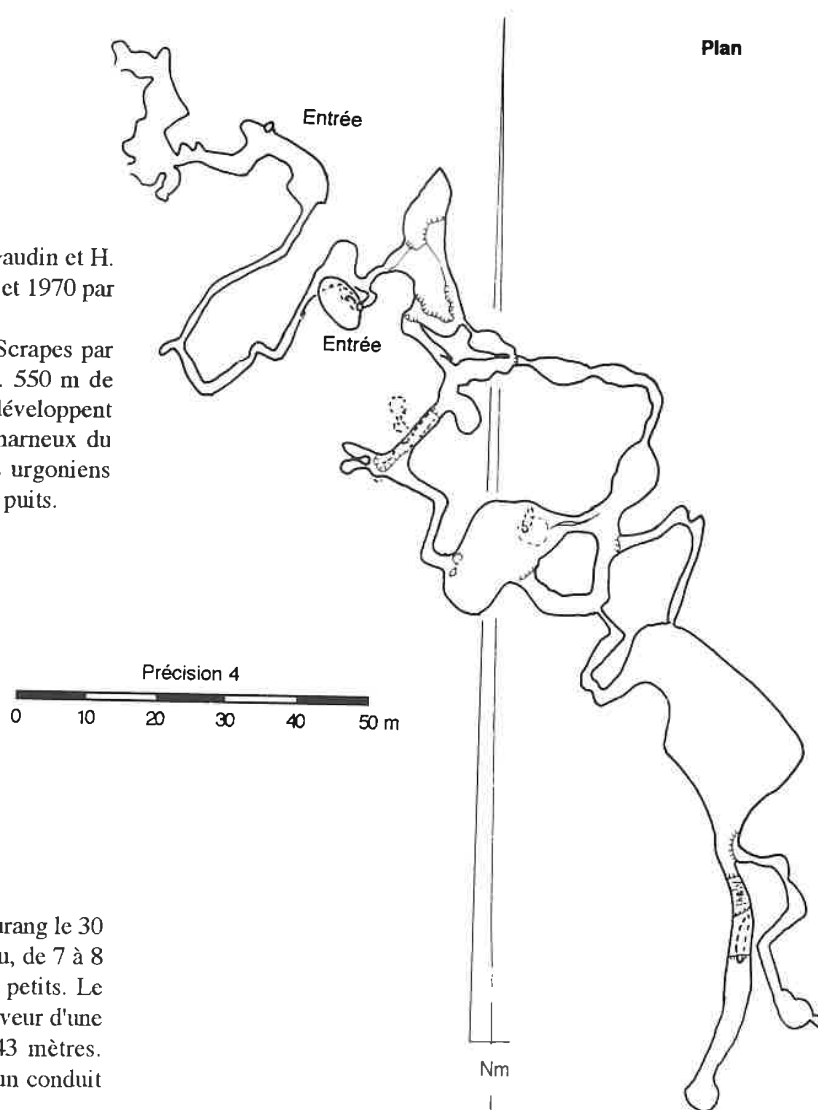 Plan
Entrée
audin et H.
et 1970 par
Entrée
Scrapes par
. 550 m de
développent
narneux du
s urgoniens
puits.
Précision 4
0 10 20 30 40 50 m
urang le 30
u, de 7 à 8
petits. Le
veur d'une
43 mètres.
un conduit
Nm